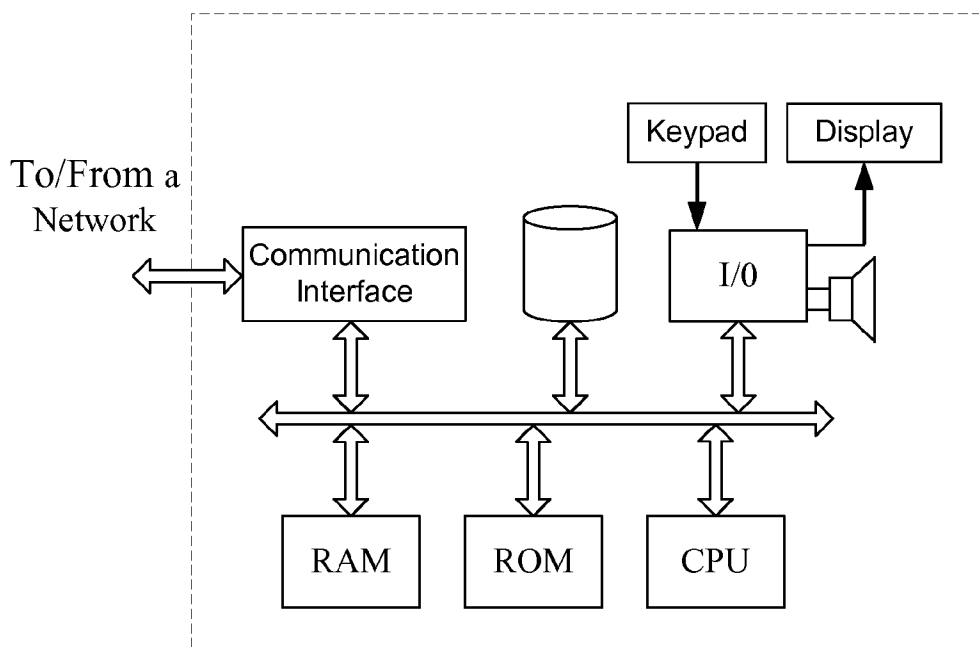 Keypad
Display
To/From a
Network
Communication
Interface
I/0
RAM
ROM
CPU